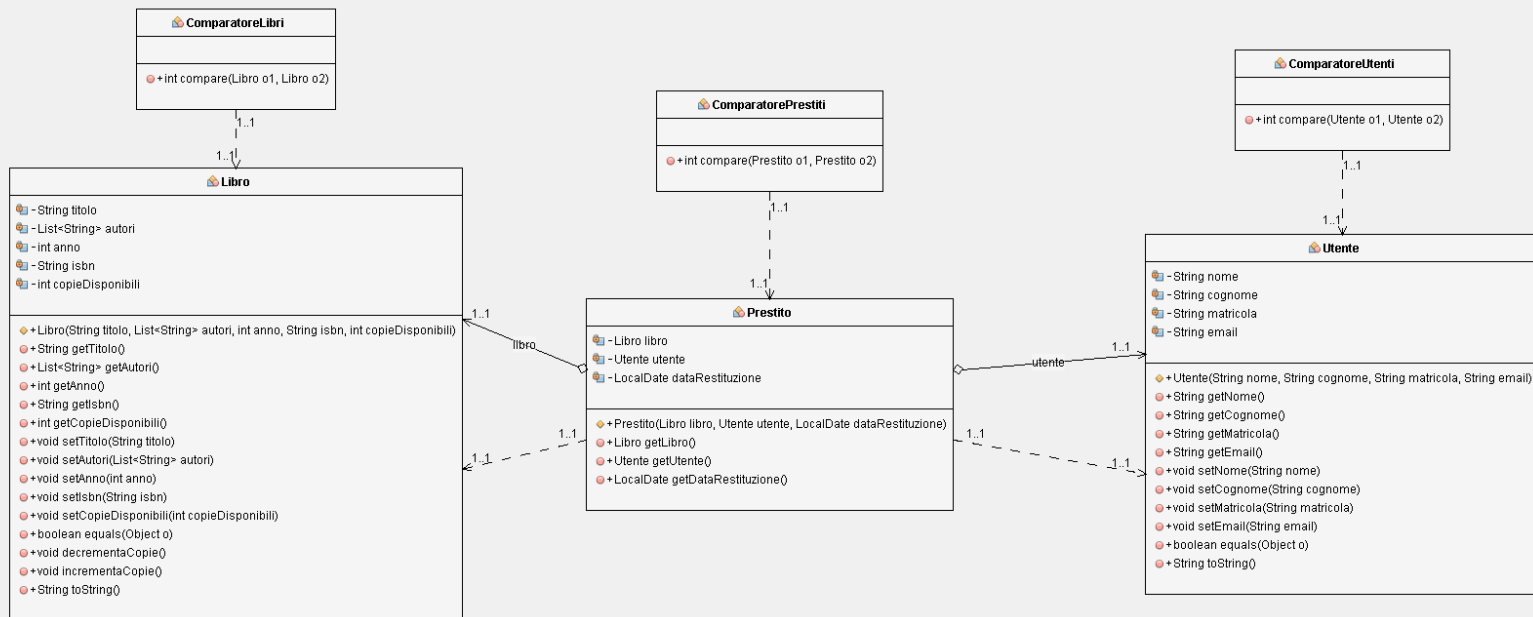 ComparatoreLibri
+int compare(Libro o1, Libro o2)
1..1
1..1
Libro
-String titolo
-List<String> autori
-int anno
-String isbn
-int copieDisponibili
+Libro(String titolo, List<String> autori, int anno, String isbn, int copieDisponibili)
+String getTitolo()
+List<String> getAutori()
+int getAnno()
+String getIsbn()
+int getCopieDisponibili()
+void setTitolo(String titolo)
+void setAutori(List<String> autori)
+void setAnno(int anno)
+void setIsbn(String isbn)
+void setCopieDisponibili(int copieDisponibili)
+boolean equals(Object o)
+void decrementaCopie()
+void incrementaCopie()
+String toString()
ComparatorePrestiti
+int compare(Prestito o1, Prestito o2)
1..1
1..1
1..1
libro
1..1
1..1
Prestito
-Libro libro
-Utente utente
-LocalDate dataRestituzione
+Prestito(Libro libro, Utente utente, LocalDate dataRestituzione)
+Libro getLibro()
+Utente getUtente()
+LocalDate getDataRestituzione()
1..1
utente
1..1
1..1
ComparatoreUtenti
+int compare(Utente o1, Utente o2)
1..1
1..1
Utente
-String nome
-String cognome
-String matricola
-String email
+Utente(String nome, String cognome, String matricola, String email)
+String getNome()
+String getCognome()
+String getMatricola()
+String getEmail()
+void setNome(String nome)
+void setCognome(String cognome)
+void setMatricola(String matricola)
+void setEmail(String email)
+boolean equals(Object o)
+String toString()